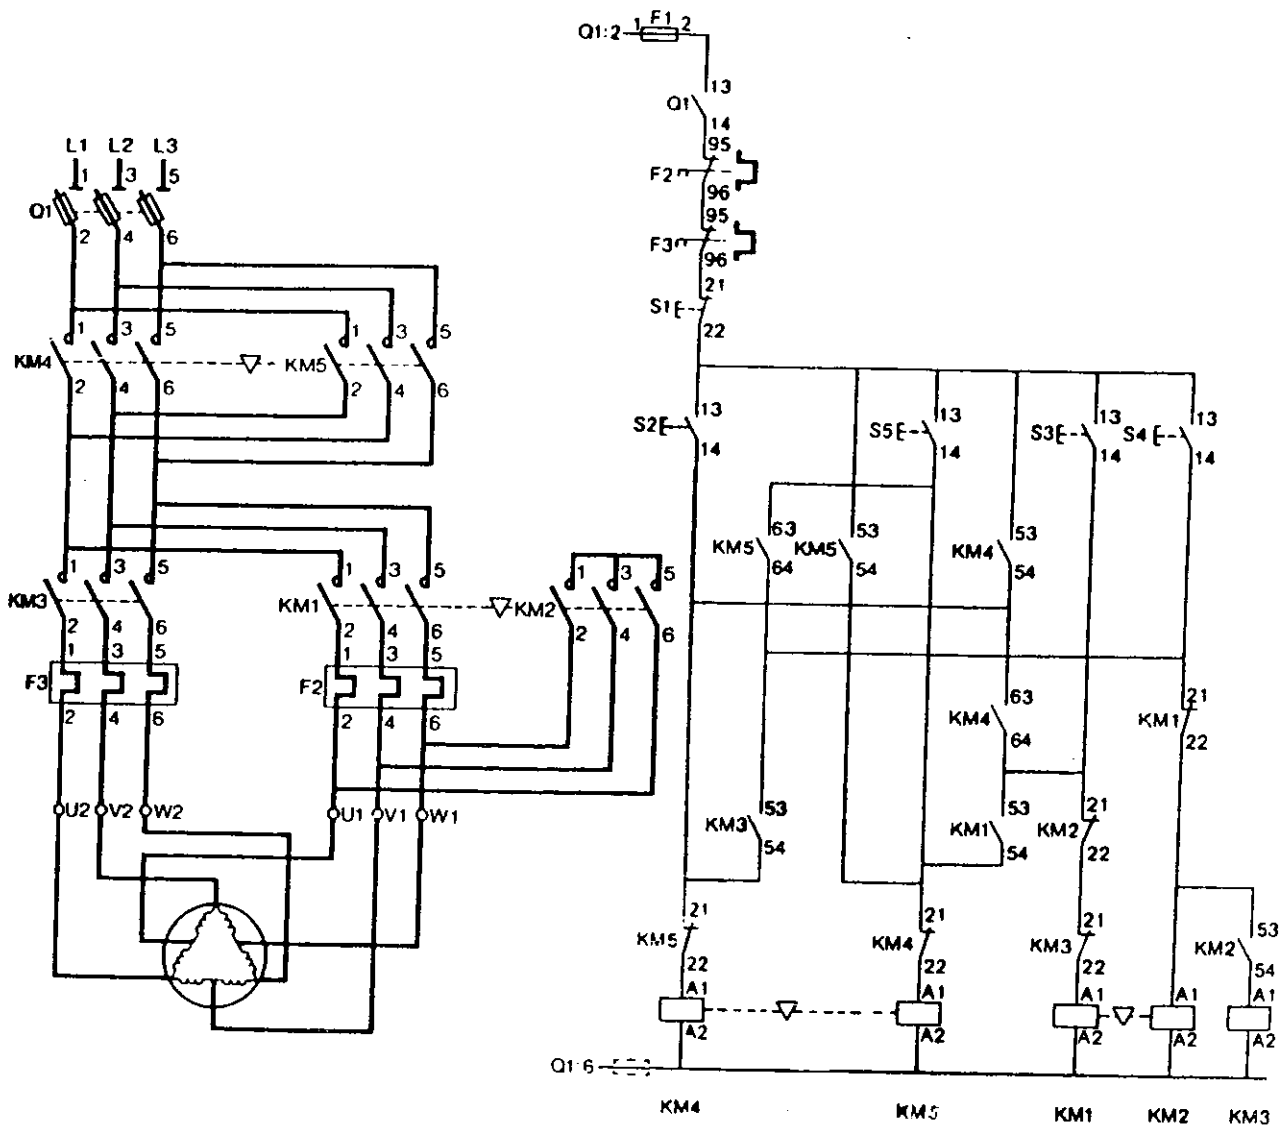 L1 L2 L3
1 3 5
Q1
2 4 6
1 3 5
KM4
2 4 6
1 3 5
KM5
2 4 6
1 3 5
KM3
2 4 6
1 3 5
F3
2 4 6
1 3 5
KM1
2 4 6
1 3 5
F2
2 4 6
1 3 5
KM2
2 4 6
U2 V2 W2
U1 V1 W1
Q1:2 1 F1 2
13
Q1
14
95
F2
96
95
F3
96
21
S1
22
13
S2
14
13
S5
14
13
S3
14
13
S4
14
63
KM5
64
53
KM5
54
53
KM4
54
63
KM4
64
21
KM1
22
53
KM3
54
53
KM1
54
21
KM2
22
21
KM5
22
21
KM4
22
21
KM3
22
53
KM2
54
A1 A1 A1 A1 A1
A2 A2 A2 A2 A2
Q1:6
KM4 KM5 KM1 KM2 KM3